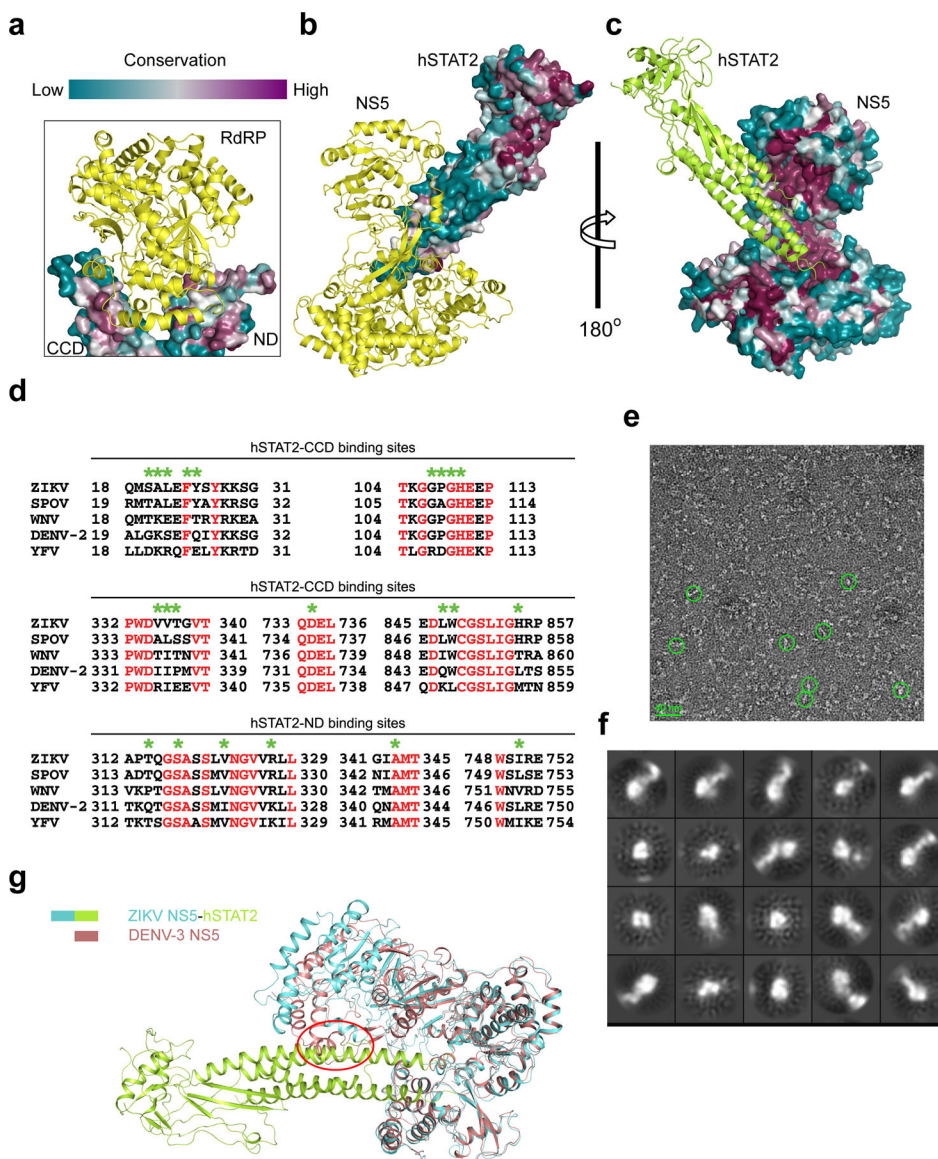 a
Conservation
Low High
RdRP
CCD
ND
b
hSTAT2
NS5
180°
c
hSTAT2
NS5
d
hSTAT2-CCD binding sites
*** ** ****
ZIKV 18 QMSALEFYSYKKSG 31 104 TKGGPGHEEP 113
SPOV 19 RMTALEFYAYKRSG 32 105 TKGGAGHEEP 114
WNV 18 QMTKEEFTRYRKEA 31 104 TKGGPGHEEP 113
DENV-2 19 ALGKSEFQIYKKSG 32 104 TKGGPGHEEP 113
YFV 18 LLDKRQFELYKRTD 31 104 TLGRDGHEKP 113
hSTAT2-CCD binding sites
*** * ** *
ZIKV 332 PWDVVTGVT 340 733 QDEL 736 845 EDLWCGSLIGHRP 857
SPOV 333 PWDALSSVT 341 734 QDEL 737 846 EDLWCGSLIGHRP 858
WNV 333 PWDTITNVT 341 736 QDEL 739 848 EDIWCGSLIGTRA 860
DENV-2 331 PWDIIPMVT 339 731 QDEL 734 843 EDQWCGSLIGLTS 855
YFV 332 PWDRIEEVT 340 735 QDEL 738 847 QDKLCGSLIGMTN 859
hSTAT2-ND binding sites
* * * * * *
ZIKV 312 APTQGSASSLVNGVVRLL 329 341 GIAMT 345 748 WSIRE 752
SPOV 313 ADTQGSASSLVNGVVRLL 330 342 GIAMT 346 749 WSLSE 753
WNV 313 VKPTGSASSLVNGVVRLL 330 342 TMAMT 346 751 WNVRD 755
DENV-2 311 TKQTGSASSMINGVVKLL 328 340 QNAMT 344 746 WSLRE 750
YFV 312 TKTSGSAASMVNGVIKIL 329 341 RMAMT 345 750 WMIKE 754
e
f
g
ZIKV NS5-hSTAT2
DENV-3 NS5